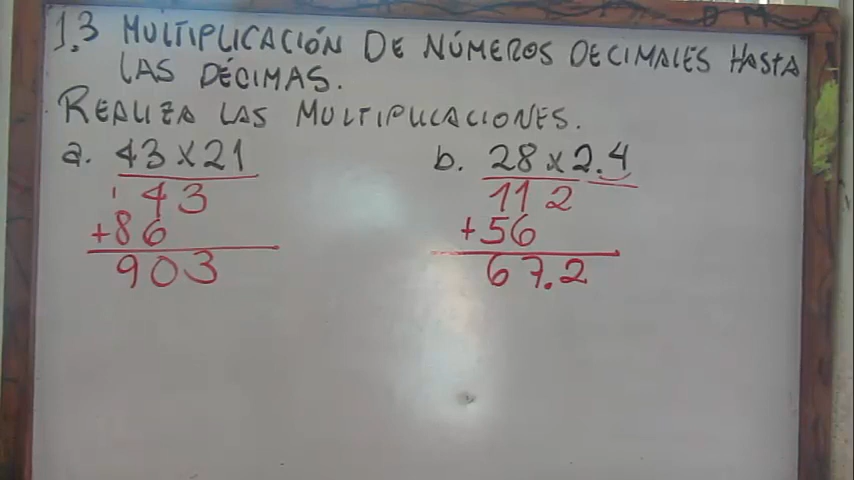 1.3 MULTIPLICACIÓN DE NÚMEROS DECIMALES HASTA
LAS DÉCIMAS.
REALIZA LAS MULTIPLICACIONES.
a. 43 x 21
1 43
+86
903
b. 28 x 2.4
112
+56
67.2